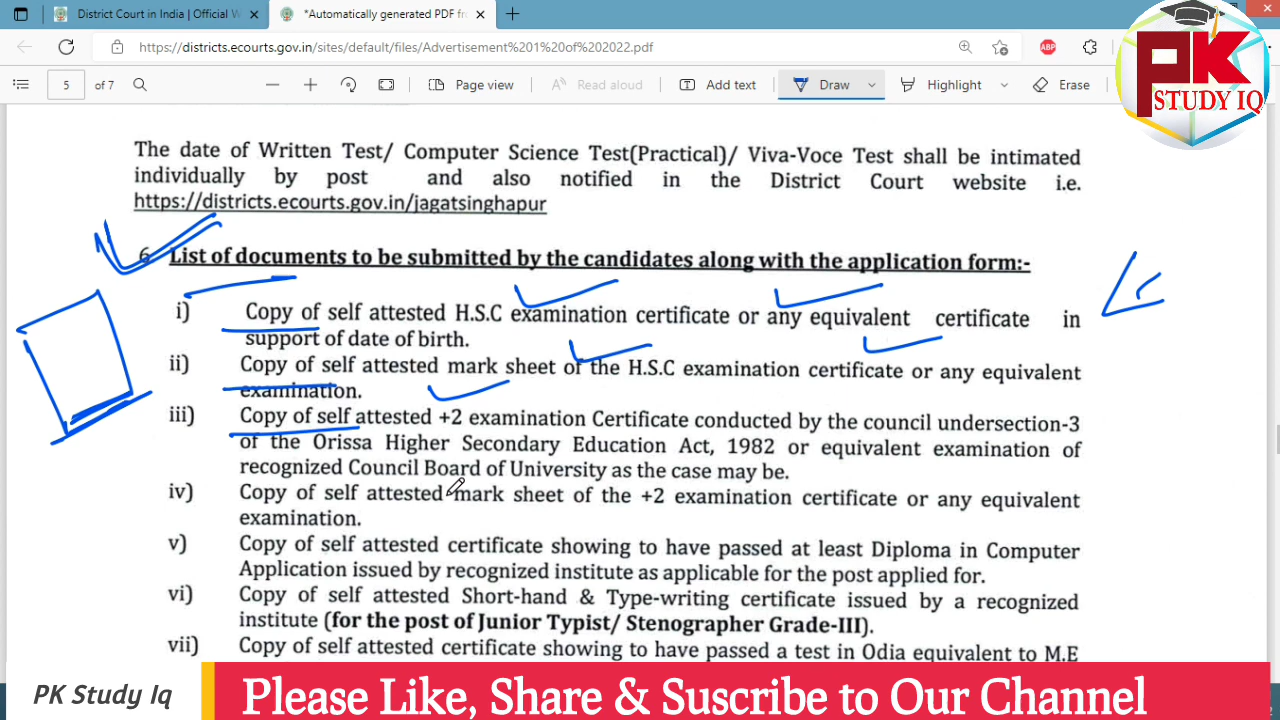 District Court in India | Official W
*Automatically generated PDF fro
https://districts.ecourts.gov.in/sites/default/files/Advertisement%201%20of%202022.pdf
ABP
PK
STUDY IQ
5 of 7
Page view
Read aloud
Add text
Draw
Highlight
Erase
The date of Written Test/ Computer Science Test(Practical)/ Viva-Voce Test shall be intimated
individually by post and also notified in the District Court website i.e.
https://districts.ecourts.gov.in/jagatsinghapur
6. List of documents to be submitted by the candidates along with the application form:-
i) Copy of self attested H.S.C examination certificate or any equivalent certificate in
support of date of birth.
ii) Copy of self attested mark sheet of the H.S.C examination certificate or any equivalent
examination.
iii) Copy of self attested +2 examination Certificate conducted by the council undersection-3
of the Orissa Higher Secondary Education Act, 1982 or equivalent examination of
recognized Council Board of University as the case may be.
iv) Copy of self attested mark sheet of the +2 examination certificate or any equivalent
examination.
v) Copy of self attested certificate showing to have passed at least Diploma in Computer
Application issued by recognized institute as applicable for the post applied for.
vi) Copy of self attested Short-hand & Type-writing certificate issued by a recognized
institute (for the post of Junior Typist/ Stenographer Grade-III).
vii) Copy of self attested certificate showing to have passed a test in Odia equivalent to M.E
PK Study Iq
Please Like, Share & Suscribe to Our Channel